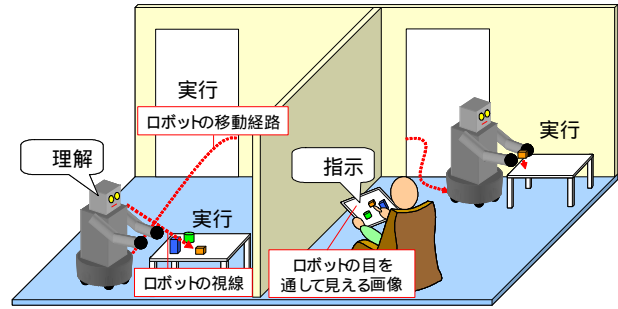 実行
ロボットの移動経路
理解
実行
ロボットの視線
指示
ロボットの目を
通して見える画像
実行